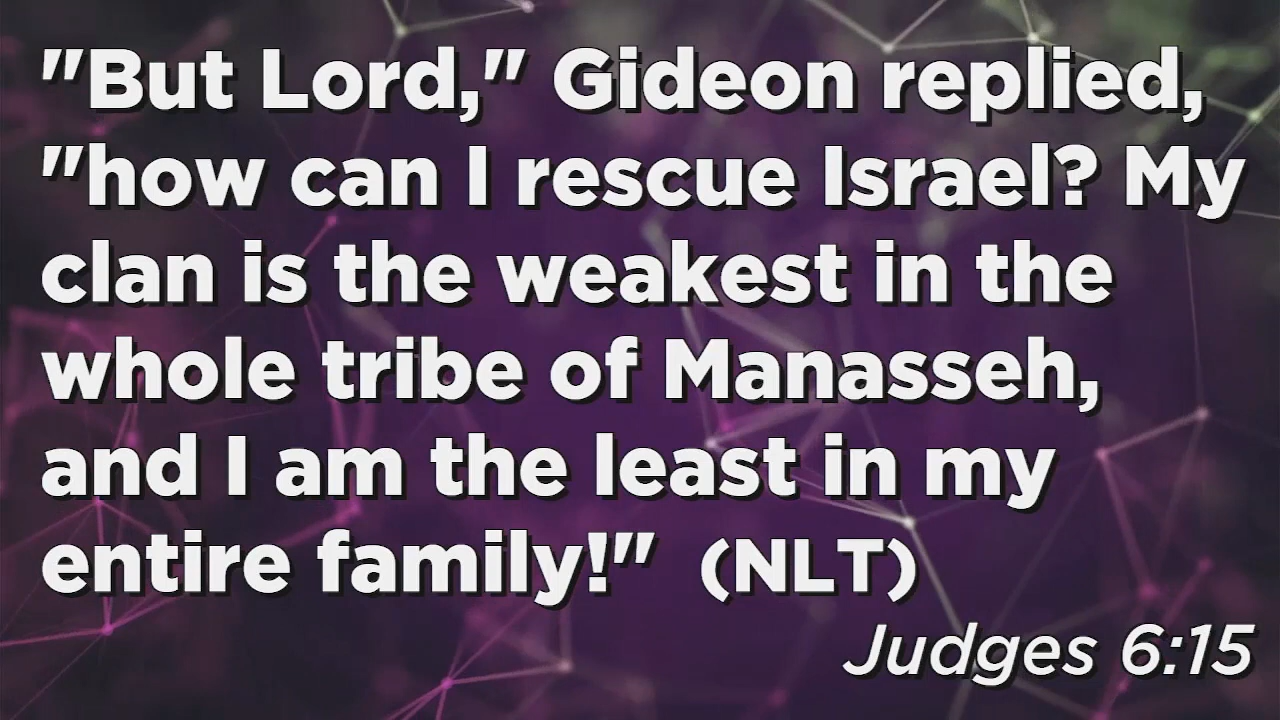 "But Lord," Gideon replied,
"how can I rescue Israel? My
clan is the weakest in the
whole tribe of Manasseh,
and I am the least in my
entire family!" (NLT)
Judges 6:15